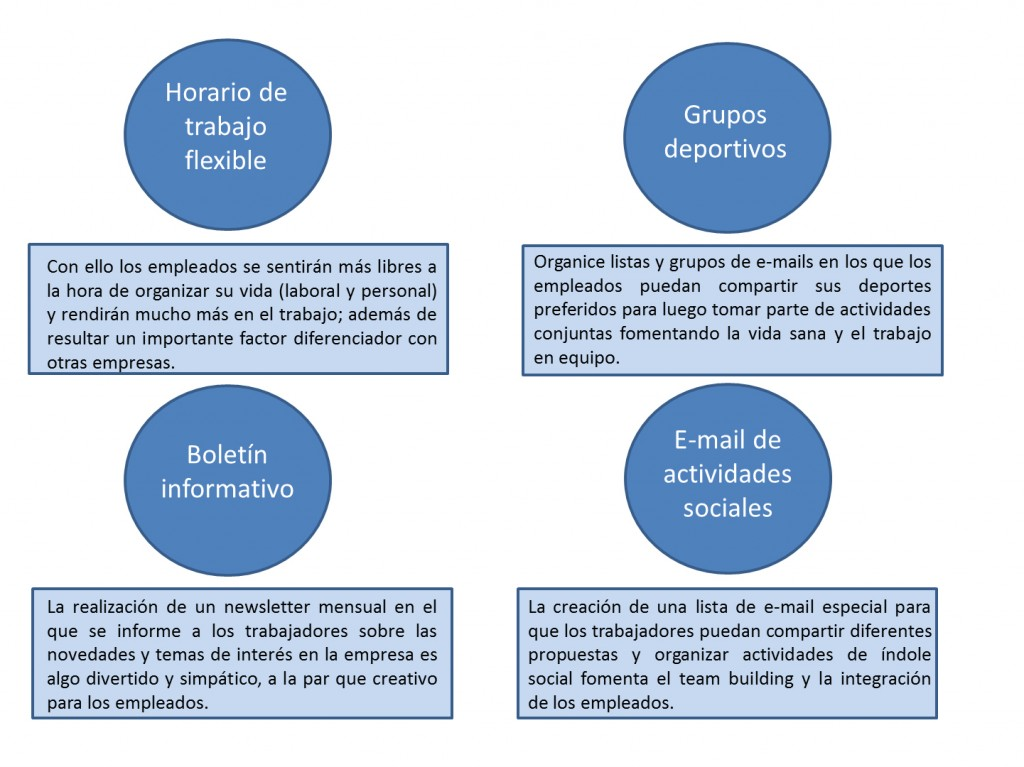 Horario de
trabajo
flexible
Con ello los empleados se sentirán más libres a
la hora de organizar su vida (laboral y personal)
y rendirán mucho más en el trabajo; además de
resultar un importante factor diferenciador con
otras empresas.
Grupos
deportivos
Organice listas y grupos de e-mails en los que los
empleados puedan compartir sus deportes
preferidos para luego tomar parte de actividades
conjuntas fomentando la vida sana y el trabajo
en equipo.
Boletín
informativo
La realización de un newsletter mensual en el
que se informe a los trabajadores sobre las
novedades y temas de interés en la empresa es
algo divertido y simpático, a la par que creativo
para los empleados.
E-mail de
actividades
sociales
La creación de una lista de e-mail especial para
que los trabajadores puedan compartir diferentes
propuestas y organizar actividades de índole
social fomenta el team building y la integración
de los empleados.